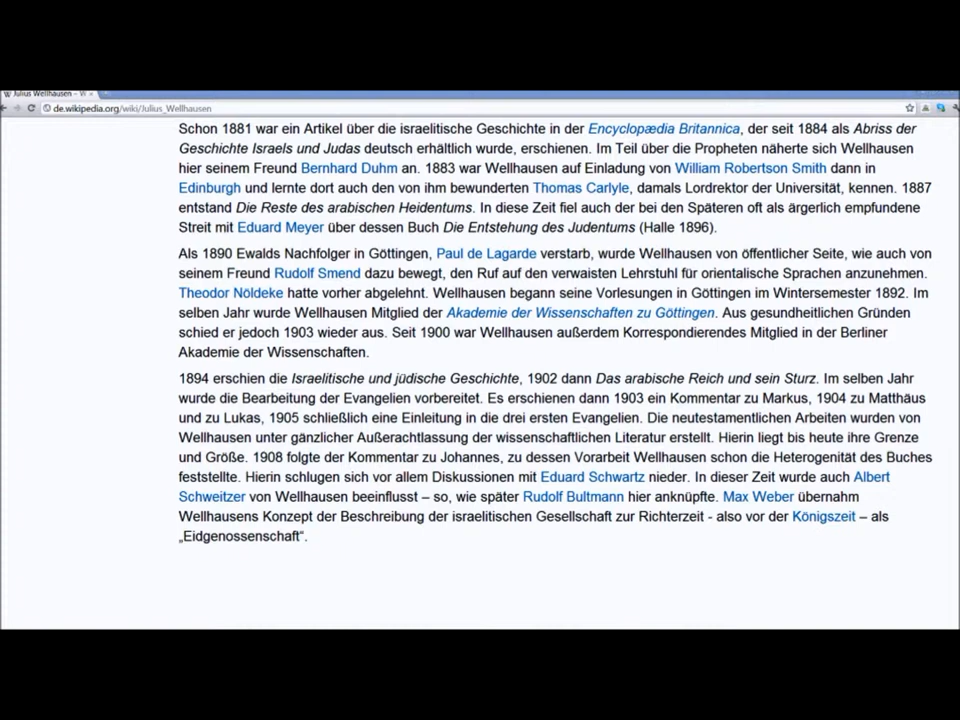 Julius Wellhausen – W
de.wikipedia.org/wiki/Julius_Wellhausen
Schon 1881 war ein Artikel über die israelitische Geschichte in der Encyclopædia Britannica, der seit 1884 als Abriss der
Geschichte Israels und Judas deutsch erhältlich wurde, erschienen. Im Teil über die Propheten näherte sich Wellhausen
hier seinem Freund Bernhard Duhm an. 1883 war Wellhausen auf Einladung von William Robertson Smith dann in
Edinburgh und lernte dort auch den von ihm bewunderten Thomas Carlyle, damals Lordrektor der Universität, kennen. 1887
entstand Die Reste des arabischen Heidentums. In diese Zeit fiel auch der bei den Späteren oft als ärgerlich empfundene
Streit mit Eduard Meyer über dessen Buch Die Entstehung des Judentums (Halle 1896).
Als 1890 Ewalds Nachfolger in Göttingen, Paul de Lagarde verstarb, wurde Wellhausen von öffentlicher Seite, wie auch von
seinem Freund Rudolf Smend dazu bewegt, den Ruf auf den verwaisten Lehrstuhl für orientalische Sprachen anzunehmen.
Theodor Nöldeke hatte vorher abgelehnt. Wellhausen begann seine Vorlesungen in Göttingen im Wintersemester 1892. Im
selben Jahr wurde Wellhausen Mitglied der Akademie der Wissenschaften zu Göttingen. Aus gesundheitlichen Gründen
schied er jedoch 1903 wieder aus. Seit 1900 war Wellhausen außerdem Korrespondierendes Mitglied in der Berliner
Akademie der Wissenschaften.
1894 erschien die Israelitische und jüdische Geschichte, 1902 dann Das arabische Reich und sein Sturz. Im selben Jahr
wurde die Bearbeitung der Evangelien vorbereitet. Es erschienen dann 1903 ein Kommentar zu Markus, 1904 zu Matthäus
und zu Lukas, 1905 schließlich eine Einleitung in die drei ersten Evangelien. Die neutestamentlichen Arbeiten wurden von
Wellhausen unter gänzlicher Außerachtlassung der wissenschaftlichen Literatur erstellt. Hierin liegt bis heute ihre Grenze
und Größe. 1908 folgte der Kommentar zu Johannes, zu dessen Vorarbeit Wellhausen schon die Heterogenität des Buches
feststellte. Hierin schlugen sich vor allem Diskussionen mit Eduard Schwartz nieder. In dieser Zeit wurde auch Albert
Schweitzer von Wellhausen beeinflusst – so, wie später Rudolf Bultmann hier anknüpfte. Max Weber übernahm
Wellhausens Konzept der Beschreibung der israelitischen Gesellschaft zur Richterzeit - also vor der Königszeit – als
„Eidgenossenschaft“.